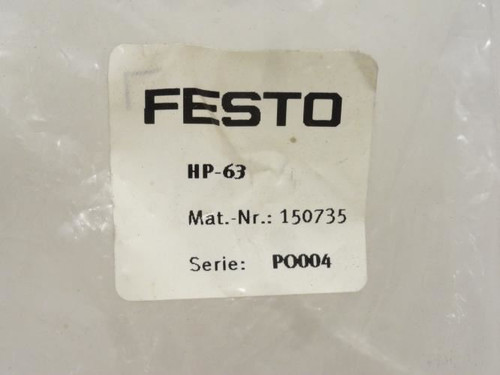 FESTO
HP-63
Mat.-Nr.: 150735
Serie: PO004